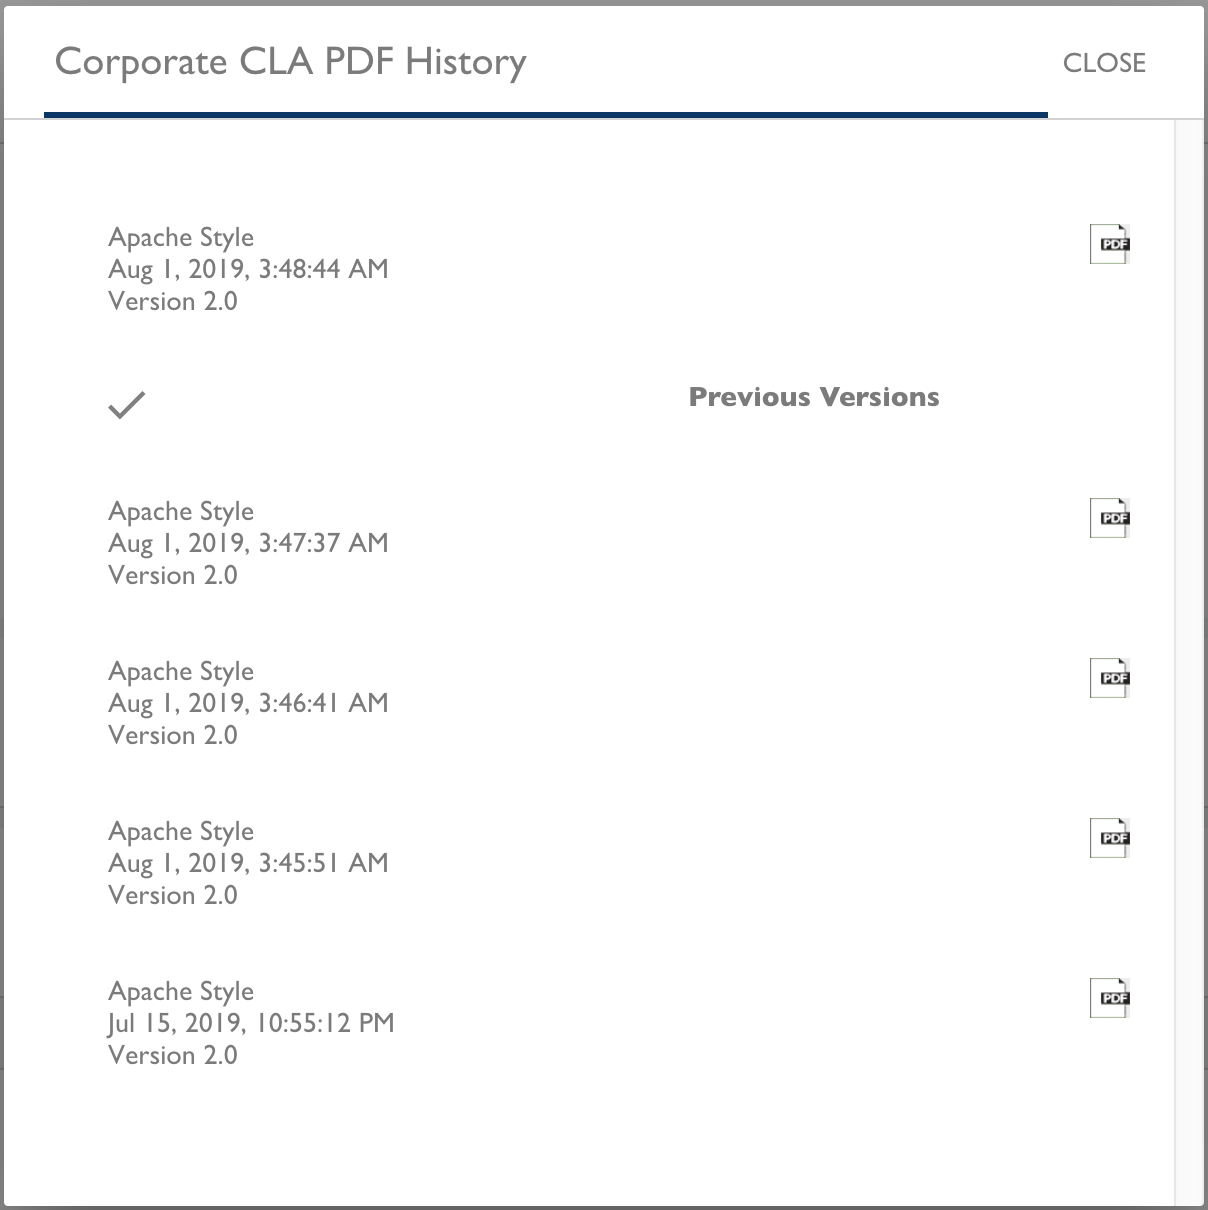 Corporate CLA PDF History
CLOSE
Apache Style
PDF
Aug 1, 2019, 3:48:44 AM
Version 2.0
Previous Versions
Apache Style
PDF
Aug 1, 2019, 3:47:37 AM
Version 2.0
Apache Style
PDF
Aug 1, 2019, 3:46:41 AM
Version 2.0
Apache Style
PDF
Aug 1, 2019, 3:45:51 AM
Version 2.0
Apache Style
PDF
Jul 15, 2019, 10:55:12 PM
Version 2.0